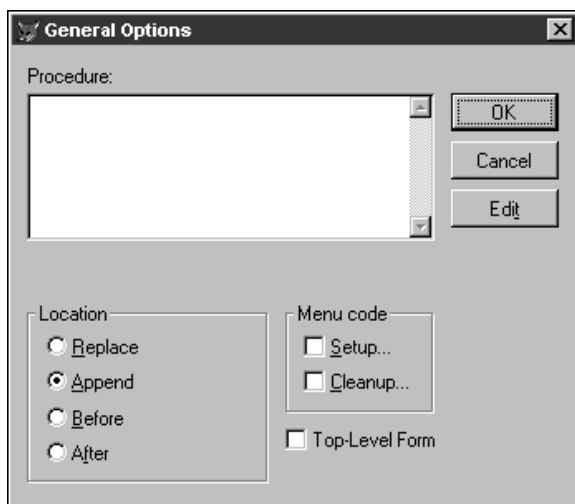 General Options
Procedure:
OK
Cancel
Edit
Location
Replace
Append
Before
After
Menu code
Setup...
Cleanup...
Top-Level Form